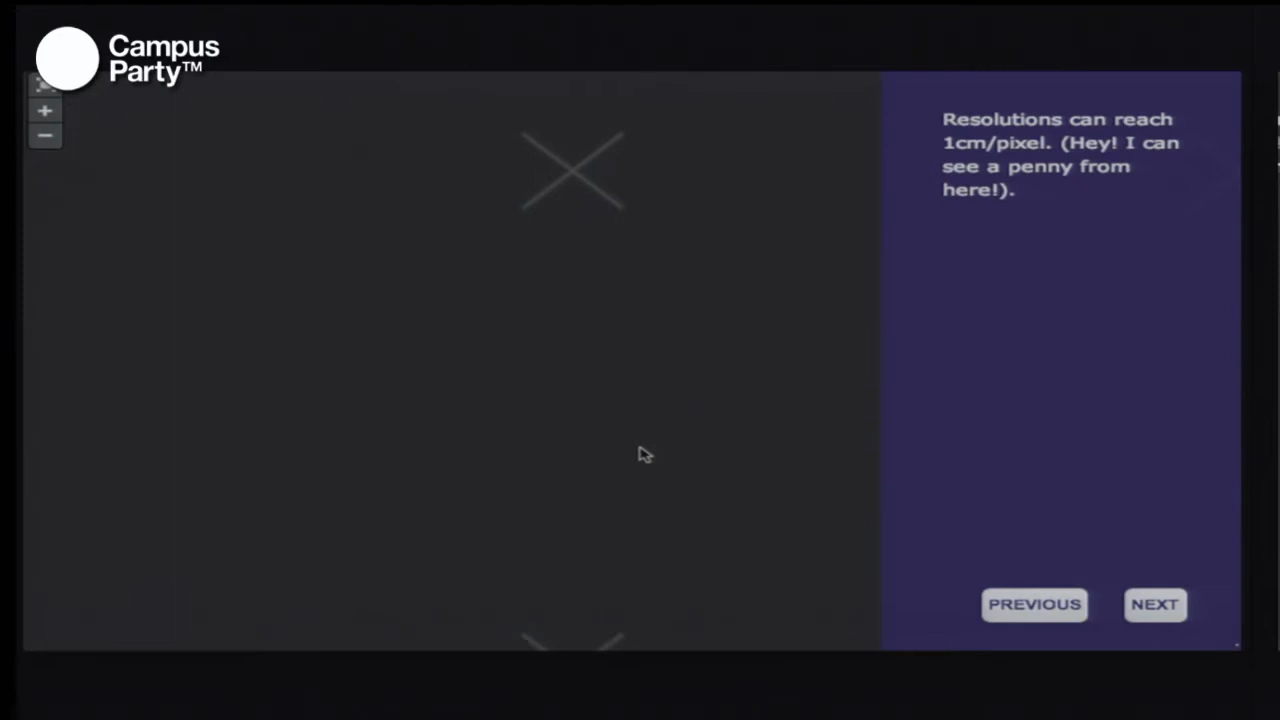 Campus
Party™
+
−
Resolutions can reach
1cm/pixel. (Hey! I can
see a penny from
here!).
PREVIOUS
NEXT